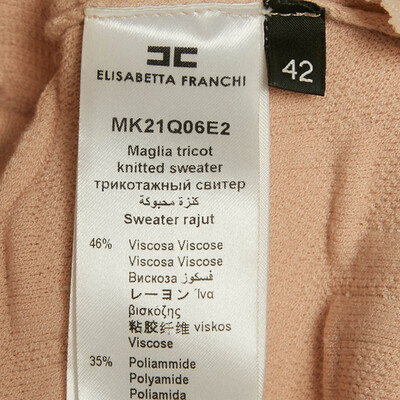 ELISABETTA FRANCHI
42
MK21Q06E2
Maglia tricot
knitted sweater
трикотажный свитер
كنزة محبوكة
Sweater rajut
46% Viscosa Viscose
Viscosa Viscose
Вискоза فسكوز
レーヨン Ίνα
βισκόζης
粘胶纤维 viskos
Viscose
35% Poliammide
Polyamide
Poliamida